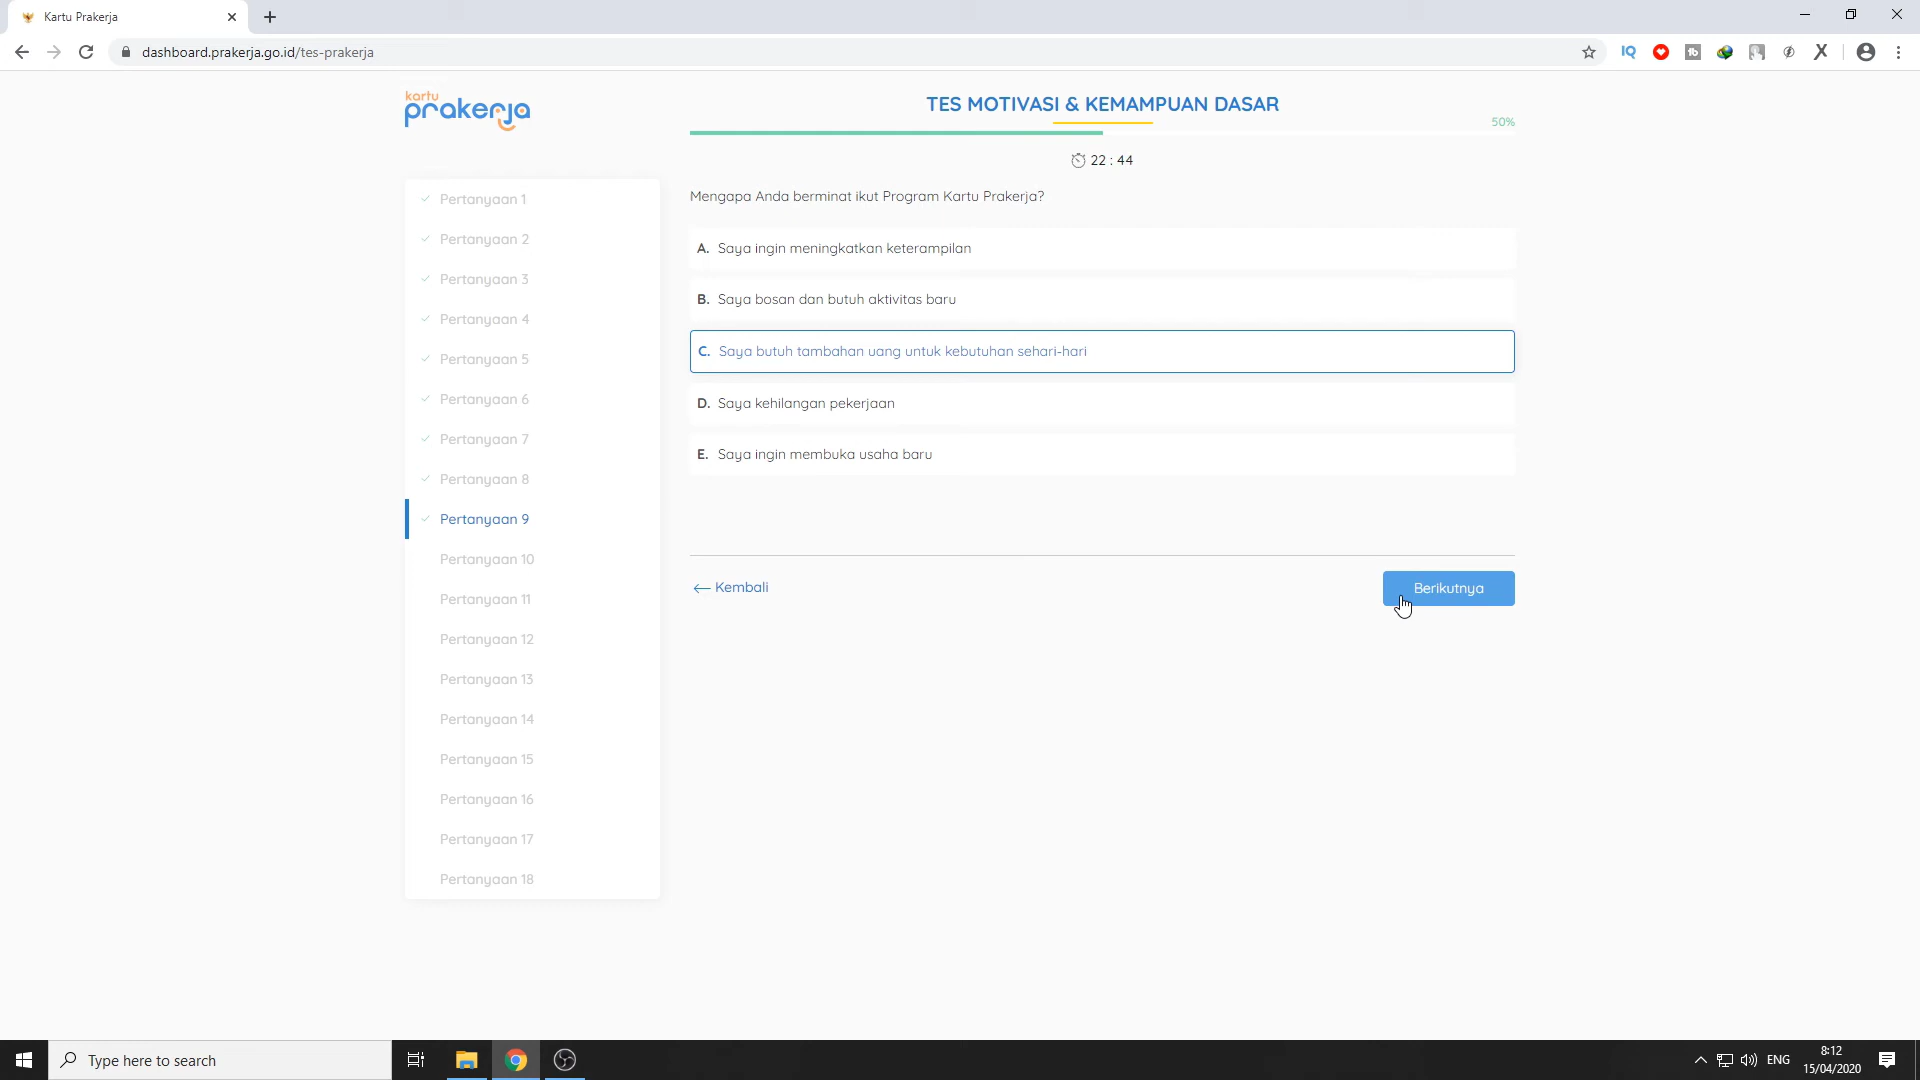 Kartu Prakerja
dashboard.prakerja.go.id/tes-prakerja
IQ
tb
X
kartu
prakerja
TES MOTIVASI & KEMAMPUAN DASAR
50%
22 : 44
Pertanyaan 1
Pertanyaan 2
Pertanyaan 3
Pertanyaan 4
Pertanyaan 5
Pertanyaan 6
Pertanyaan 7
Pertanyaan 8
Pertanyaan 9
Pertanyaan 10
Pertanyaan 11
Pertanyaan 12
Pertanyaan 13
Pertanyaan 14
Pertanyaan 15
Pertanyaan 16
Pertanyaan 17
Pertanyaan 18
Mengapa Anda berminat ikut Program Kartu Prakerja?
A. Saya ingin meningkatkan keterampilan
B. Saya bosan dan butuh aktivitas baru
C. Saya butuh tambahan uang untuk kebutuhan sehari-hari
D. Saya kehilangan pekerjaan
E. Saya ingin membuka usaha baru
Kembali
Berikutnya
Type here to search
ENG
8:12
15/04/2020